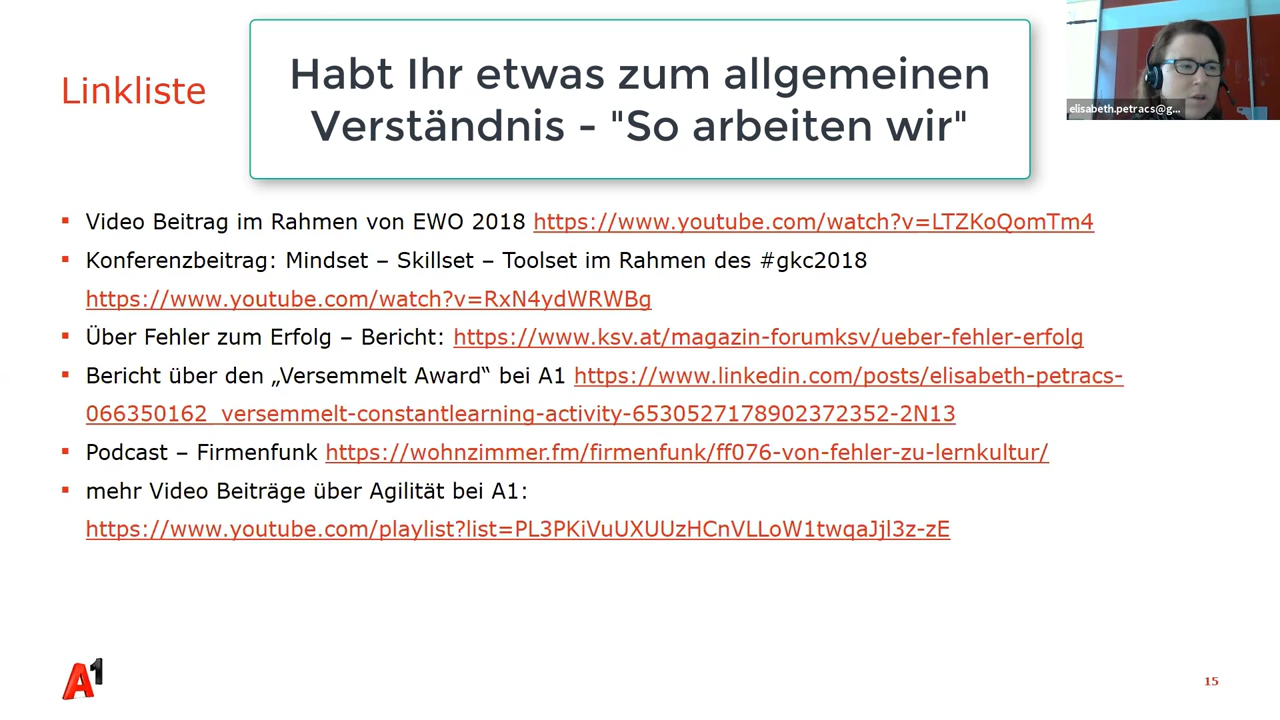 Linkliste
Habt Ihr etwas zum allgemeinen
Verständnis - "So arbeiten wir"
elisabeth.petracs@g...
▪ Video Beitrag im Rahmen von EWO 2018 https://www.youtube.com/watch?v=LTZKoQomTm4
▪ Konferenzbeitrag: Mindset – Skillset – Toolset im Rahmen des #gkc2018
https://www.youtube.com/watch?v=RxN4ydWRWBg
▪ Über Fehler zum Erfolg – Bericht: https://www.ksv.at/magazin-forumksv/ueber-fehler-erfolg
▪ Bericht über den „Versemmelt Award“ bei A1 https://www.linkedin.com/posts/elisabeth-petracs-
066350162_versemmelt-constantlearning-activity-6530527178902372352-2N13
▪ Podcast – Firmenfunk https://wohnzimmer.fm/firmenfunk/ff076-von-fehler-zu-lernkultur/
▪ mehr Video Beiträge über Agilität bei A1:
https://www.youtube.com/playlist?list=PL3PKiVuUXUUzHCnVLLoW1twqaJjl3z-zE
A1
15